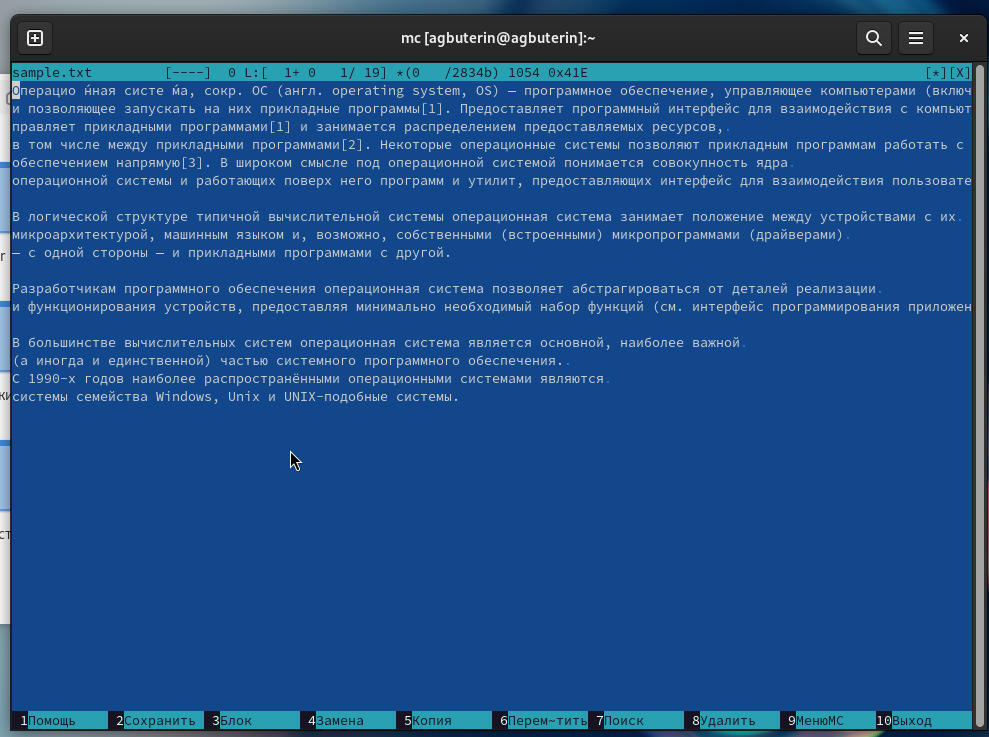 mc [agbuterin@agbuterin]:~
sample.txt [----] 0 L:[ 1+ 0 1/ 19] *(0 /2834b) 1054 0x41E [*][X]
Операцио́нная систе́ма, сокр. ОС (англ. operating system, OS) — программное обеспечение, управляющее компьютерами (включ
и позволяющее запускать на них прикладные программы[1]. Предоставляет программный интерфейс для взаимодействия с компьют
правляет прикладными программами[1] и занимается распределением предоставляемых ресурсов,.
в том числе между прикладными программами[2]. Некоторые операционные системы позволяют прикладным программам работать с
обеспечением напрямую[3]. В широком смысле под операционной системой понимается совокупность ядра.
операционной системы и работающих поверх него программ и утилит, предоставляющих интерфейс для взаимодействия пользовате
В логической структуре типичной вычислительной системы операционная система занимает положение между устройствами с их.
микроархитектурой, машинным языком и, возможно, собственными (встроенными) микропрограммами (драйверами).
— с одной стороны — и прикладными программами с другой.
Разработчикам программного обеспечения операционная система позволяет абстрагироваться от деталей реализации.
и функционирования устройств, предоставляя минимально необходимый набор функций (см. интерфейс программирования приложен
В большинстве вычислительных систем операционная система является основной, наиболее важной.
(а иногда и единственной) частью системного программного обеспечения..
С 1990-х годов наиболее распространёнными операционными системами являются.
системы семейства Windows, Unix и UNIX-подобные системы.
1Помощь 2Сохранить 3Блок 4Замена 5Копия 6Перем~тить 7Поиск 8Удалить 9МенюMC 10Выход